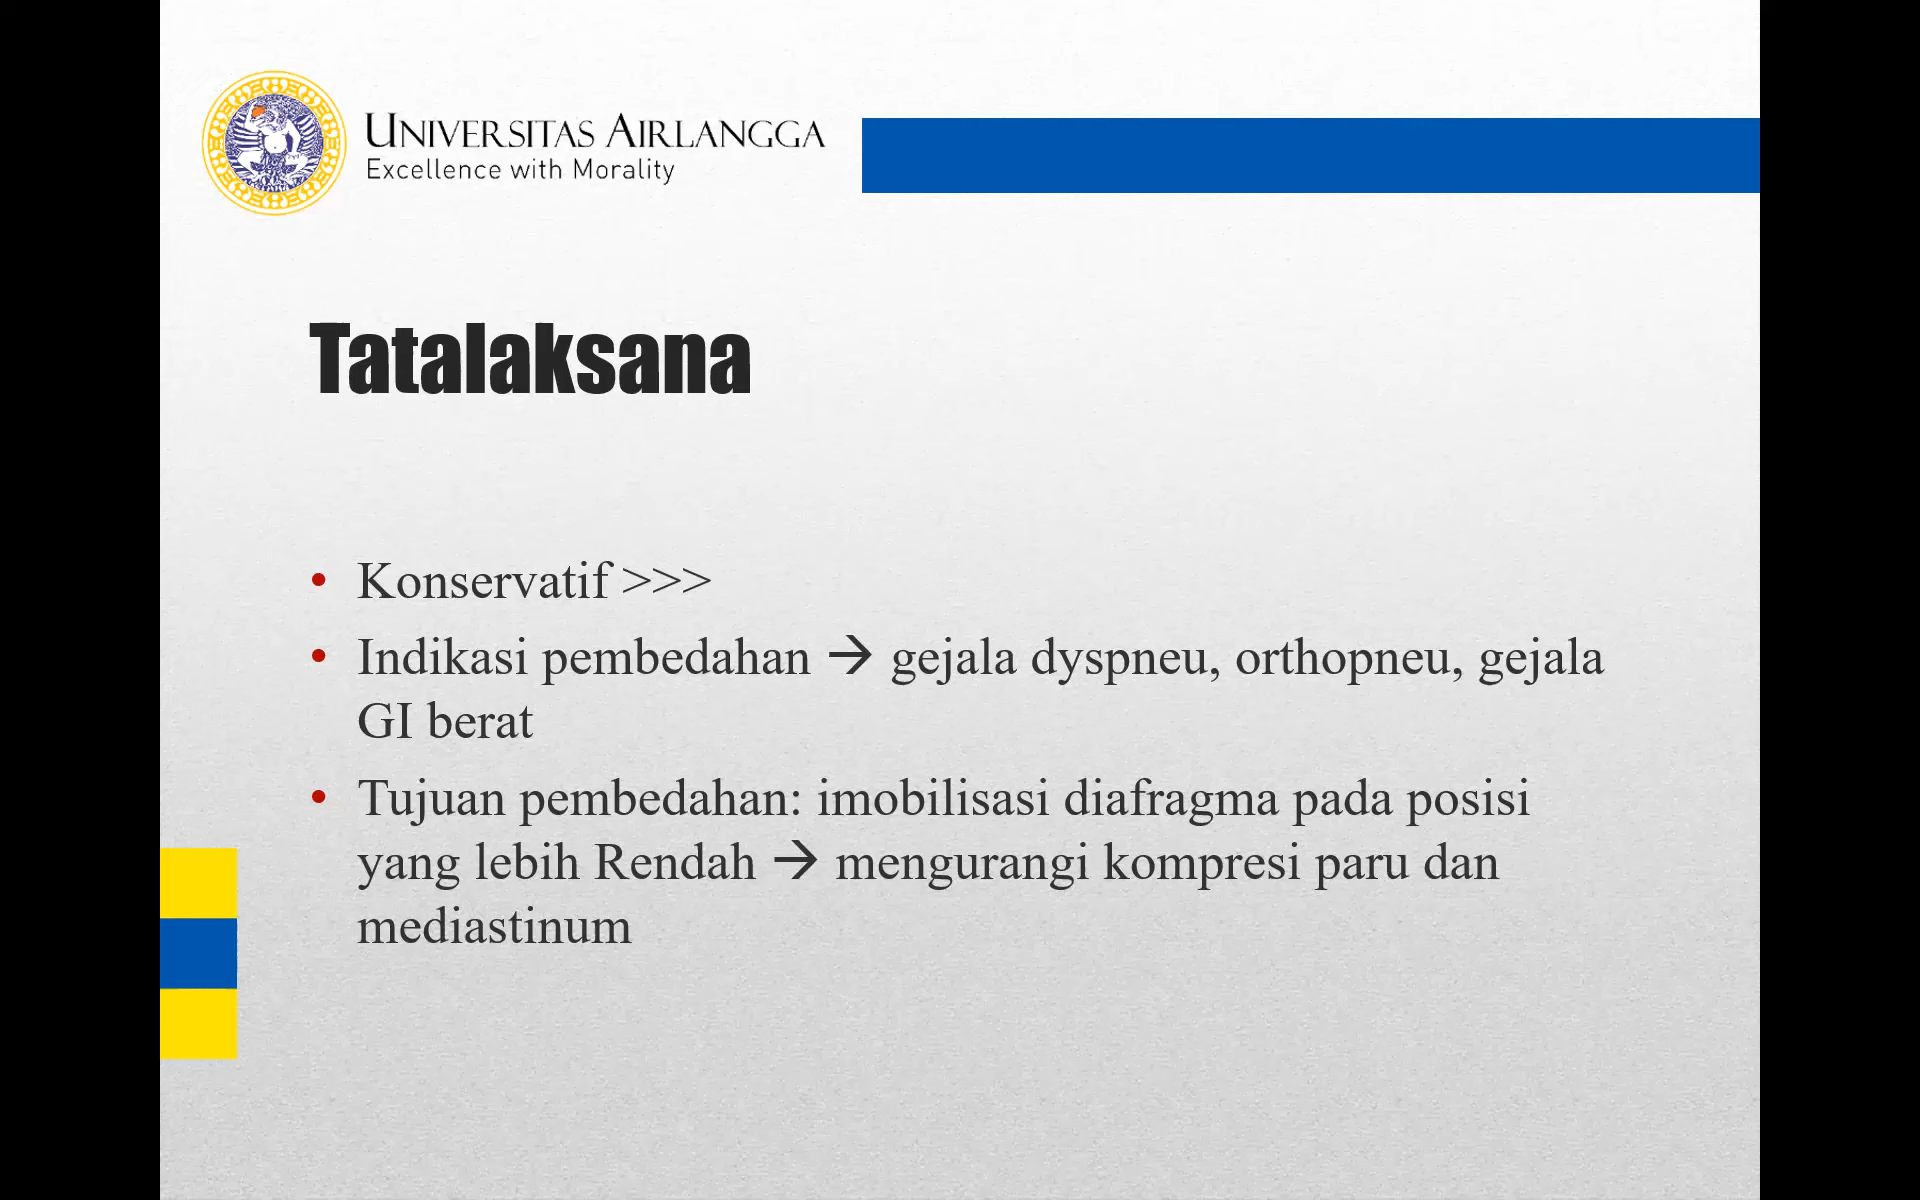 UNIVERSITAS AIRLANGGA
Excellence with Morality
Tatalaksana
• Konservatif >>>
• Indikasi pembedahan → gejala dyspneu, orthopneu, gejala
GI berat
• Tujuan pembedahan: imobilisasi diafragma pada posisi
yang lebih Rendah → mengurangi kompresi paru dan
mediastinum